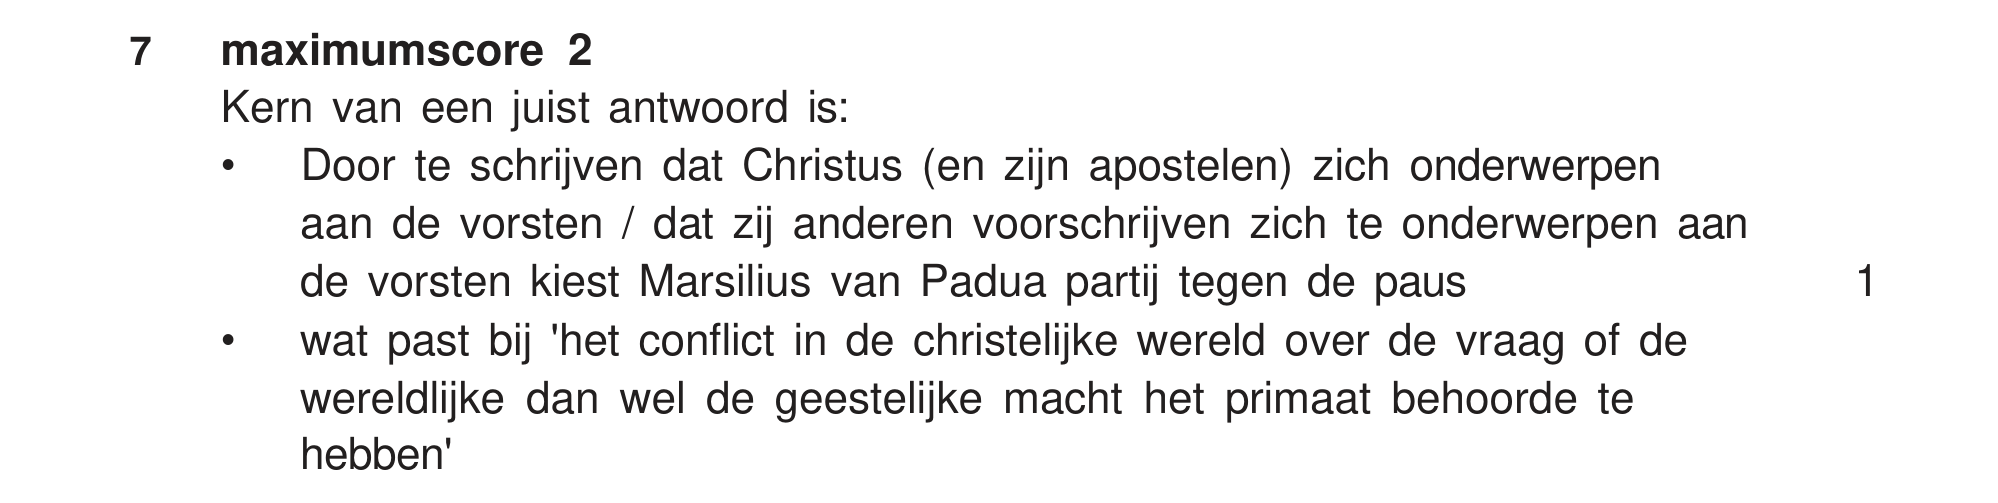 7 maximumscore 2
Kern van een juist antwoord is:
• Door te schrijven dat Christus (en zijn apostelen) zich onderwerpen
aan de vorsten / dat zij anderen voorschrijven zich te onderwerpen aan
de vorsten kiest Marsilius van Padua partij tegen de paus 1
• wat past bij 'het conflict in de christelijke wereld over de vraag of de
wereldlijke dan wel de geestelijke macht het primaat behoorde te
hebben'